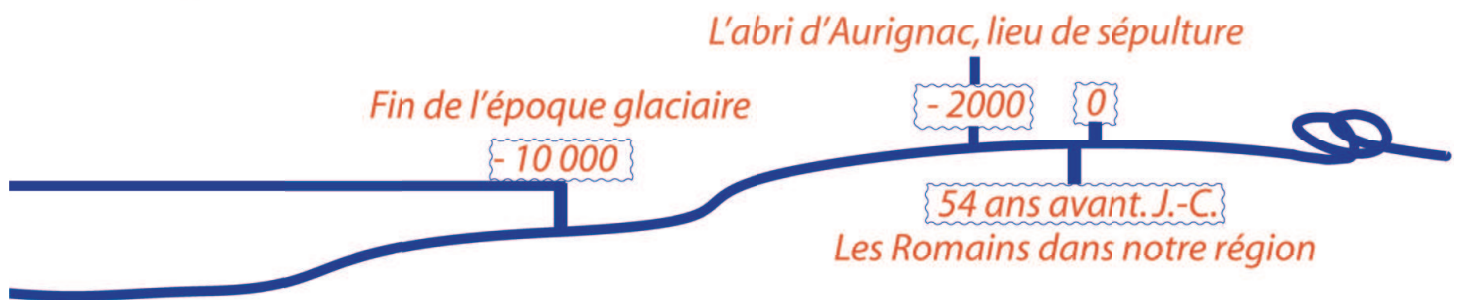 L'abri d'Aurignac, lieu de sépulture
Fin de l'époque glaciaire
- 2000
0
- 10 000
54 ans avant. J.-C.
Les Romains dans notre région